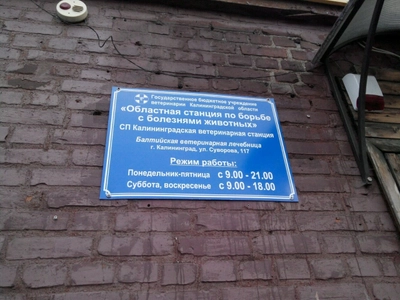 Государственное бюджетное учреждение
ветеринарии Калининградской области
«Областная станция по борьбе
с болезнями животных»
СП Калининградская ветеринарная станция
Балтийская ветеринарная лечебница
г. Калининград, ул. Суворова, 117
Режим работы:
Понедельник-пятница с 9.00 - 21.00
Суббота, воскресенье с 9.00 - 18.00